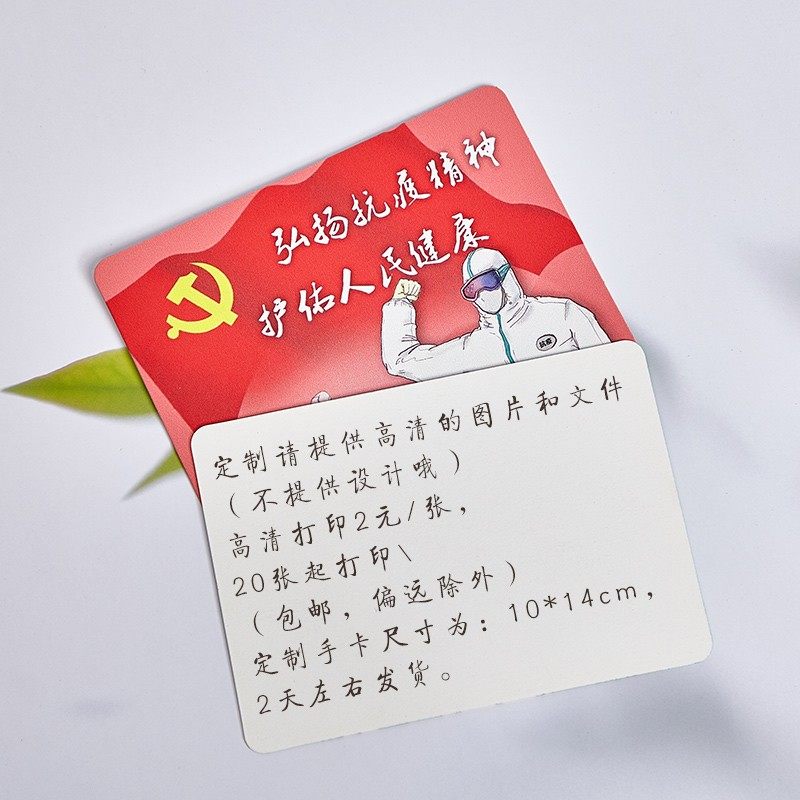 弘扬抗疫精神
护佑人民健康
定制请提供高清的图片和文件
（不提供设计哦）
高清打印2元/张，
20张起打印\
（包邮，偏远除外）
定制手卡尺寸为：10*14cm，
2天左右发货。